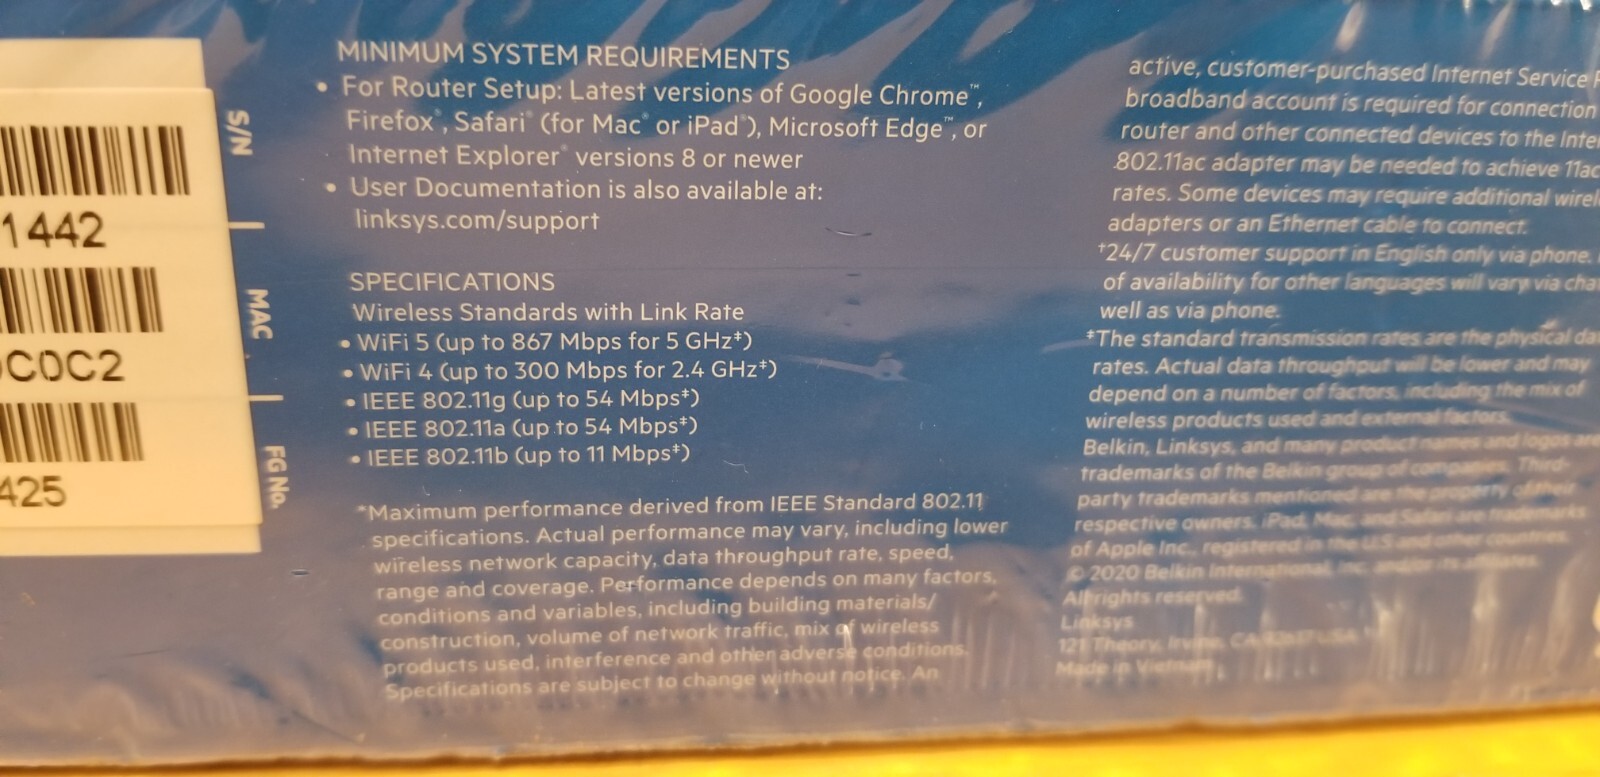 1442
S/N
0C0C2
MAC
425
FG No.
MINIMUM SYSTEM REQUIREMENTS
• For Router Setup: Latest versions of Google Chrome™,
Firefox®, Safari® (for Mac® or iPad®), Microsoft Edge™, or
Internet Explorer® versions 8 or newer
• User Documentation is also available at:
linksys.com/support
SPECIFICATIONS
Wireless Standards with Link Rate
• WiFi 5 (up to 867 Mbps for 5 GHz‡)
• WiFi 4 (up to 300 Mbps for 2.4 GHz‡)
• IEEE 802.11g (up to 54 Mbps‡)
• IEEE 802.11a (up to 54 Mbps‡)
• IEEE 802.11b (up to 11 Mbps‡)
*Maximum performance derived from IEEE Standard 802.11
specifications. Actual performance may vary, including lower
wireless network capacity, data throughput rate, speed,
range and coverage. Performance depends on many factors,
conditions and variables, including building materials/
construction, volume of network traffic, mix of wireless
products used, interference and other adverse conditions.
Specifications are subject to change without notice. An
active, customer-purchased Internet Service
broadband account is required for connection
router and other connected devices to the Inte
802.11ac adapter may be needed to achieve 11ac
rates. Some devices may require additional wirel
adapters or an Ethernet cable to connect.
†24/7 customer support in English only via phone.
of availability for other languages will vary via cha
well as via phone.
‡The standard transmission rates are the physical da
rates. Actual data throughput will be lower and may
depend on a number of factors, including the mix of
wireless products used and external factors.
Belkin, Linksys, and many product names and logos are
trademarks of the Belkin group of companies. Third-
party trademarks mentioned are the property of their
respective owners. iPad, Mac, and Safari are trademarks
of Apple Inc., registered in the U.S and other countries.
© 2020 Belkin International, Inc. and/or its affiliates.
All rights reserved.
Linksys
121 Theory, Irvine, CA USA
Made in Vietnam